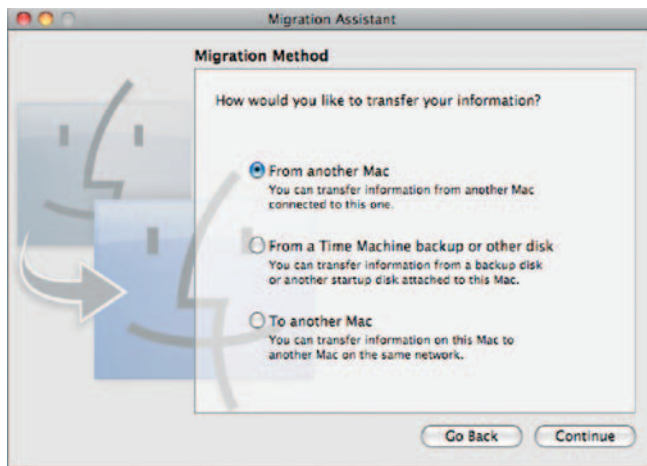 Migration Assistant
Migration Method
How would you like to transfer your information?
From another Mac
You can transfer information from another Mac
connected to this one.
From a Time Machine backup or other disk
You can transfer information from a backup disk
or another startup disk attached to this Mac.
To another Mac
You can transfer information on this Mac to
another Mac on the same network.
Go Back Continue